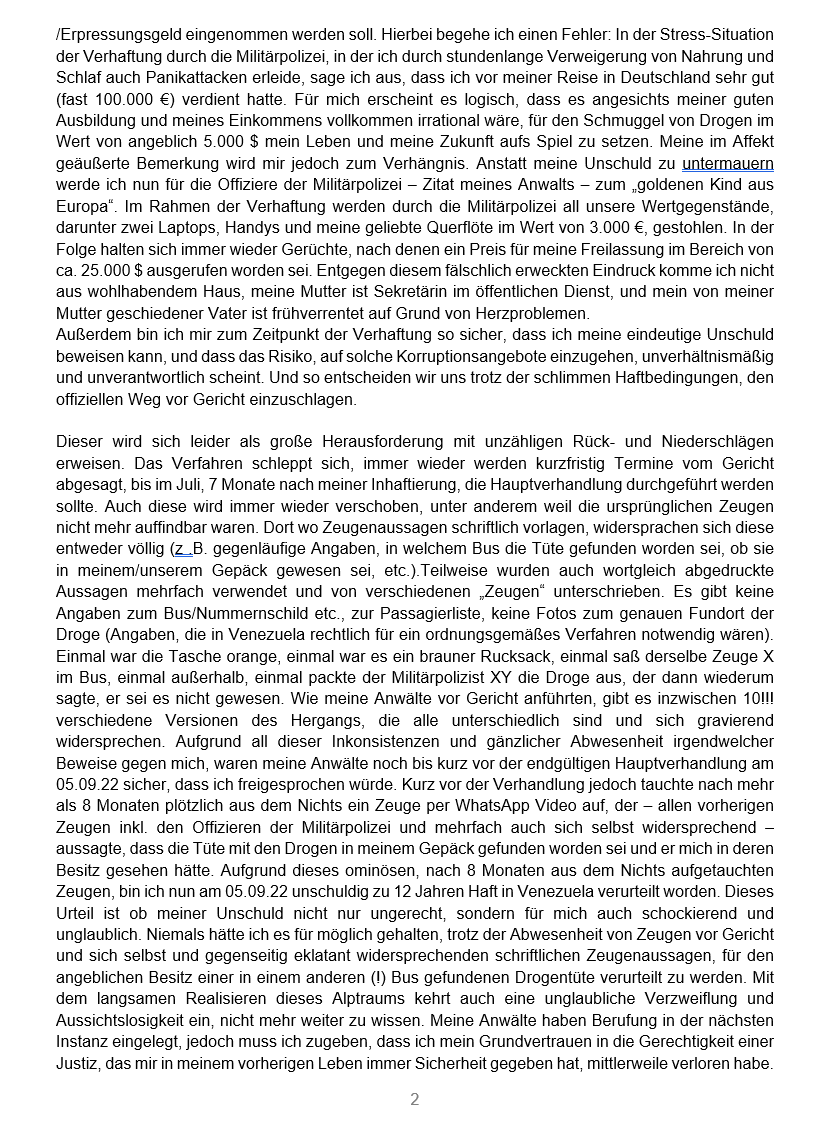 /Erpressungsgeld eingenommen werden soll. Hierbei begehe ich einen Fehler: In der Stress-Situation
der Verhaftung durch die Militärpolizei, in der ich durch stundenlange Verweigerung von Nahrung und
Schlaf auch Panikattacken erleide, sage ich aus, dass ich vor meiner Reise in Deutschland sehr gut
(fast 100.000 €) verdient hatte. Für mich erscheint es logisch, dass es angesichts meiner guten
Ausbildung und meines Einkommens vollkommen irrational wäre, für den Schmuggel von Drogen im
Wert von angeblich 5.000 $ mein Leben und meine Zukunft aufs Spiel zu setzen. Meine im Affekt
geäußerte Bemerkung wird mir jedoch zum Verhängnis. Anstatt meine Unschuld zu untermauern
werde ich nun für die Offiziere der Militärpolizei – Zitat meines Anwalts – zum „goldenen Kind aus
Europa“. Im Rahmen der Verhaftung werden durch die Militärpolizei all unsere Wertgegenstände,
darunter zwei Laptops, Handys und meine geliebte Querflöte im Wert von 3.000 €, gestohlen. In der
Folge halten sich immer wieder Gerüchte, nach denen ein Preis für meine Freilassung im Bereich von
ca. 25.000 $ ausgerufen worden sei. Entgegen diesem fälschlich erweckten Eindruck komme ich nicht
aus wohlhabendem Haus, meine Mutter ist Sekretärin im öffentlichen Dienst, und mein von meiner
Mutter geschiedener Vater ist frühverrentet auf Grund von Herzproblemen.
Außerdem bin ich mir zum Zeitpunkt der Verhaftung so sicher, dass ich meine eindeutige Unschuld
beweisen kann, und dass das Risiko, auf solche Korruptionsangebote einzugehen, unverhältnismäßig
und unverantwortlich scheint. Und so entscheiden wir uns trotz der schlimmen Haftbedingungen, den
offiziellen Weg vor Gericht einzuschlagen.
Dieser wird sich leider als große Herausforderung mit unzähligen Rück- und Niederschlägen
erweisen. Das Verfahren schleppt sich, immer wieder werden kurzfristig Termine vom Gericht
abgesagt, bis im Juli, 7 Monate nach meiner Inhaftierung, die Hauptverhandlung durchgeführt werden
sollte. Auch diese wird immer wieder verschoben, unter anderem weil die ursprünglichen Zeugen
nicht mehr auffindbar waren. Dort wo Zeugenaussagen schriftlich vorlagen, widersprachen sich diese
entweder völlig (z .B. gegenläufige Angaben, in welchem Bus die Tüte gefunden worden sei, ob sie
in meinem/unserem Gepäck gewesen sei, etc.).Teilweise wurden auch wortgleich abgedruckte
Aussagen mehrfach verwendet und von verschiedenen „Zeugen“ unterschrieben. Es gibt keine
Angaben zum Bus/Nummernschild etc., zur Passagierliste, keine Fotos zum genauen Fundort der
Droge (Angaben, die in Venezuela rechtlich für ein ordnungsgemäßes Verfahren notwendig wären).
Einmal war die Tasche orange, einmal war es ein brauner Rucksack, einmal saß derselbe Zeuge X
im Bus, einmal außerhalb, einmal packte der Militärpolizist XY die Droge aus, der dann wiederum
sagte, er sei es nicht gewesen. Wie meine Anwälte vor Gericht anführten, gibt es inzwischen 10!!!
verschiedene Versionen des Hergangs, die alle unterschiedlich sind und sich gravierend
widersprechen. Aufgrund all dieser Inkonsistenzen und gänzlicher Abwesenheit irgendwelcher
Beweise gegen mich, waren meine Anwälte noch bis kurz vor der endgültigen Hauptverhandlung am
05.09.22 sicher, dass ich freigesprochen würde. Kurz vor der Verhandlung jedoch tauchte nach mehr
als 8 Monaten plötzlich aus dem Nichts ein Zeuge per WhatsApp Video auf, der – allen vorherigen
Zeugen inkl. den Offizieren der Militärpolizei und mehrfach auch sich selbst widersprechend –
aussagte, dass die Tüte mit den Drogen in meinem Gepäck gefunden worden sei und er mich in deren
Besitz gesehen hätte. Aufgrund dieses ominösen, nach 8 Monaten aus dem Nichts aufgetauchten
Zeugen, bin ich nun am 05.09.22 unschuldig zu 12 Jahren Haft in Venezuela verurteilt worden. Dieses
Urteil ist ob meiner Unschuld nicht nur ungerecht, sondern für mich auch schockierend und
unglaublich. Niemals hätte ich es für möglich gehalten, trotz der Abwesenheit von Zeugen vor Gericht
und sich selbst und gegenseitig eklatant widersprechenden schriftlichen Zeugenaussagen, für den
angeblichen Besitz einer in einem anderen (!) Bus gefundenen Drogentüte verurteilt zu werden. Mit
dem langsamen Realisieren dieses Alptraums kehrt auch eine unglaubliche Verzweiflung und
Aussichtslosigkeit ein, nicht mehr weiter zu wissen. Meine Anwälte haben Berufung in der nächsten
Instanz eingelegt, jedoch muss ich zugeben, dass ich mein Grundvertrauen in die Gerechtigkeit einer
Justiz, das mir in meinem vorherigen Leben immer Sicherheit gegeben hat, mittlerweile verloren habe.
2